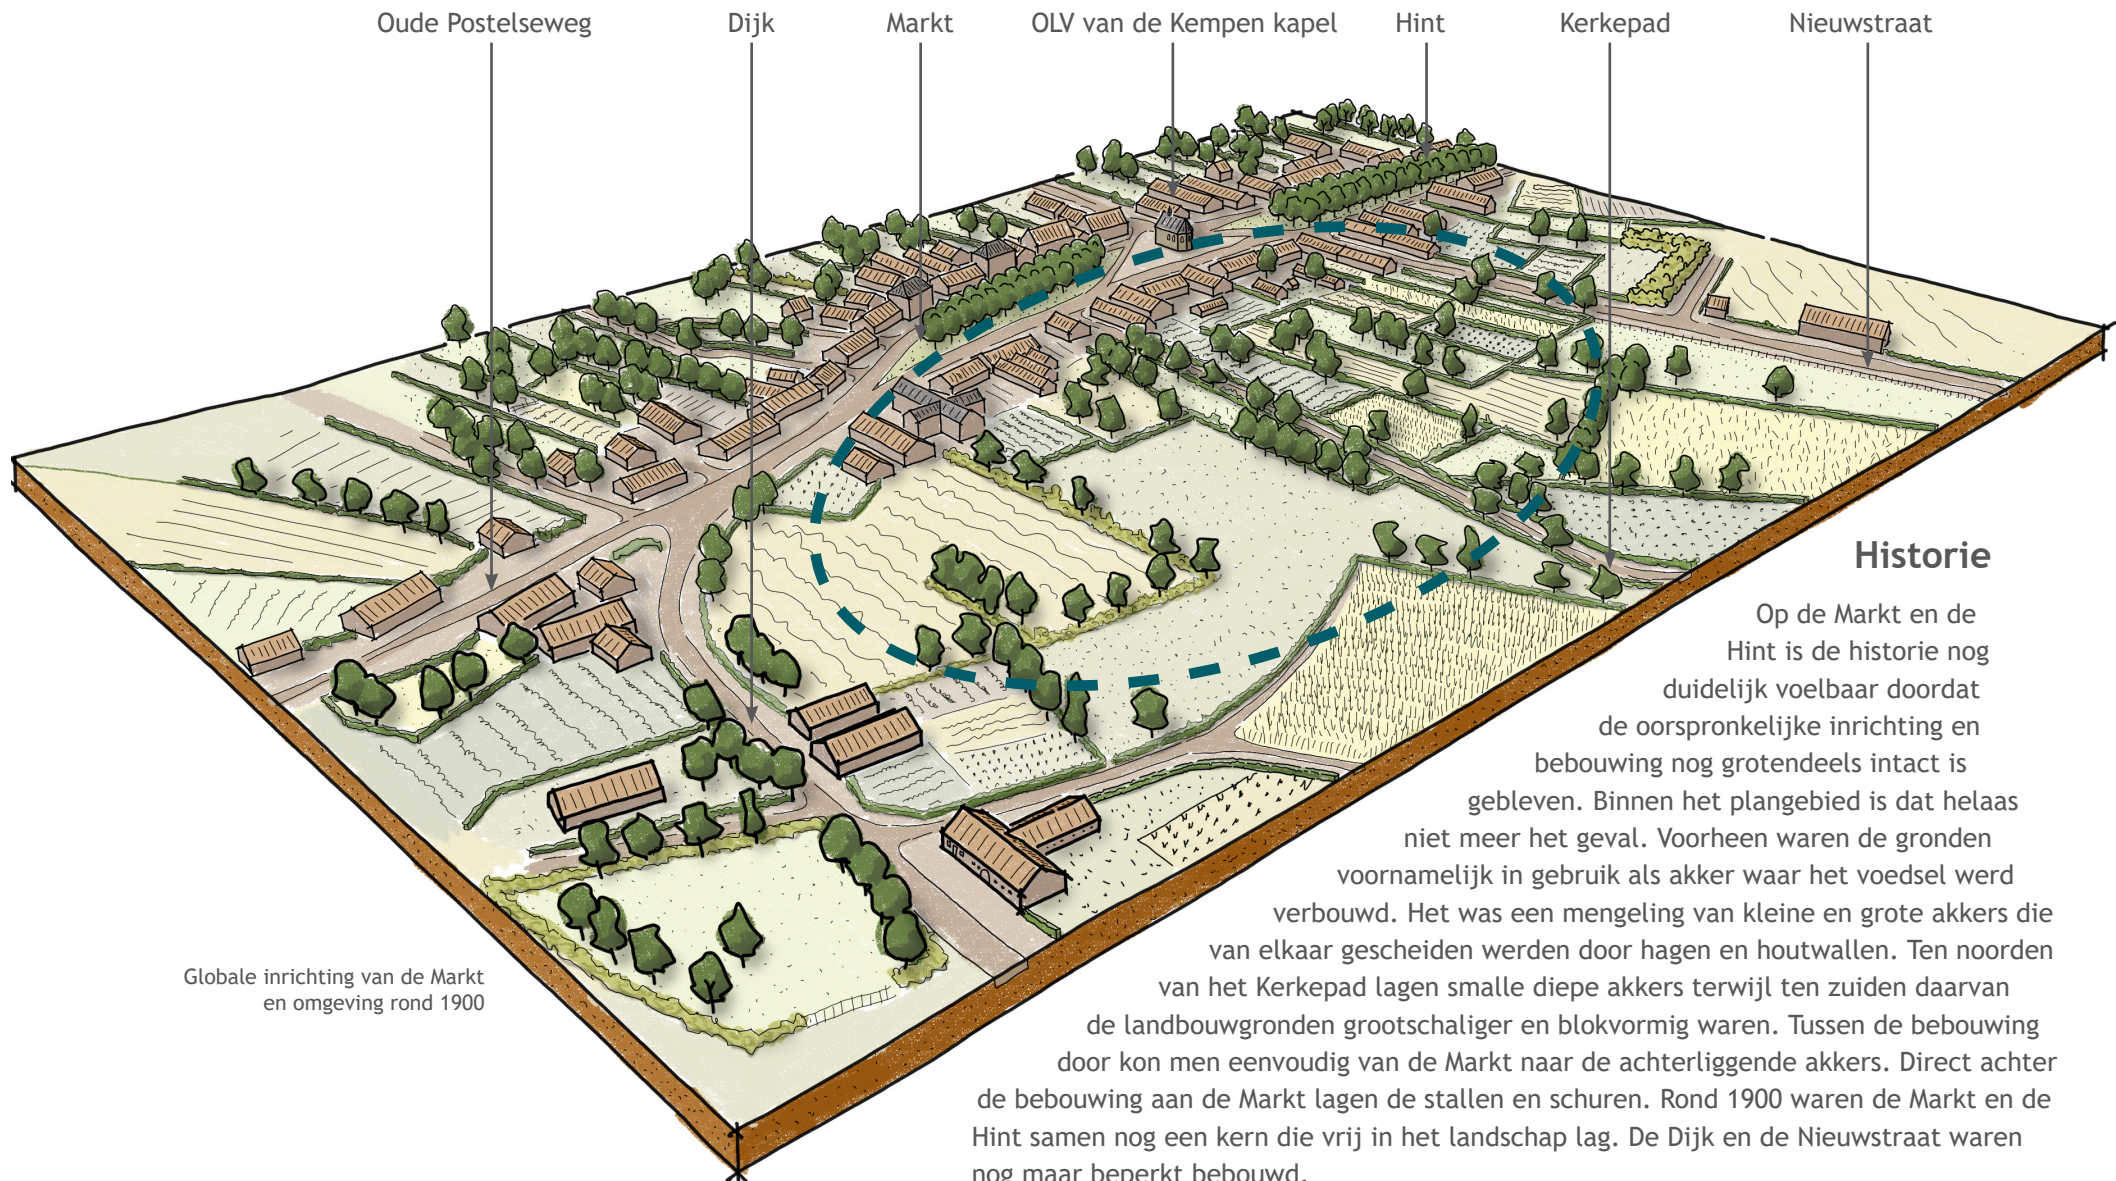 Oude Postelseweg
Dijk
Markt
OLV van de Kempen kapel
Hint
Kerkepad
Nieuwstraat
Historie
Op de Markt en de
Hint is de historie nog
duidelijk voelbaar doordat
de oorspronkelijke inrichting en
bebouwing nog grotendeels intact is
gebleven. Binnen het plangebied is dat helaas
niet meer het geval. Voorheen waren de gronden
voornamelijk in gebruik als akker waar het voedsel werd
verbouwd. Het was een mengeling van kleine en grote akkers die
van elkaar gescheiden werden door hagen en houtwallen. Ten noorden
van het Kerkepad lagen smalle diepe akkers terwijl ten zuiden daarvan
de landbouwgronden grootschaliger en blokvormig waren. Tussen de bebouwing
door kon men eenvoudig van de Markt naar de achterliggende akkers. Direct achter
de bebouwing aan de Markt lagen de stallen en schuren. Rond 1900 waren de Markt en de
Hint samen nog een kern die vrij in het landschap lag. De Dijk en de Nieuwstraat waren
nog maar beperkt bebouwd.
Globale inrichting van de Markt
en omgeving rond 1900